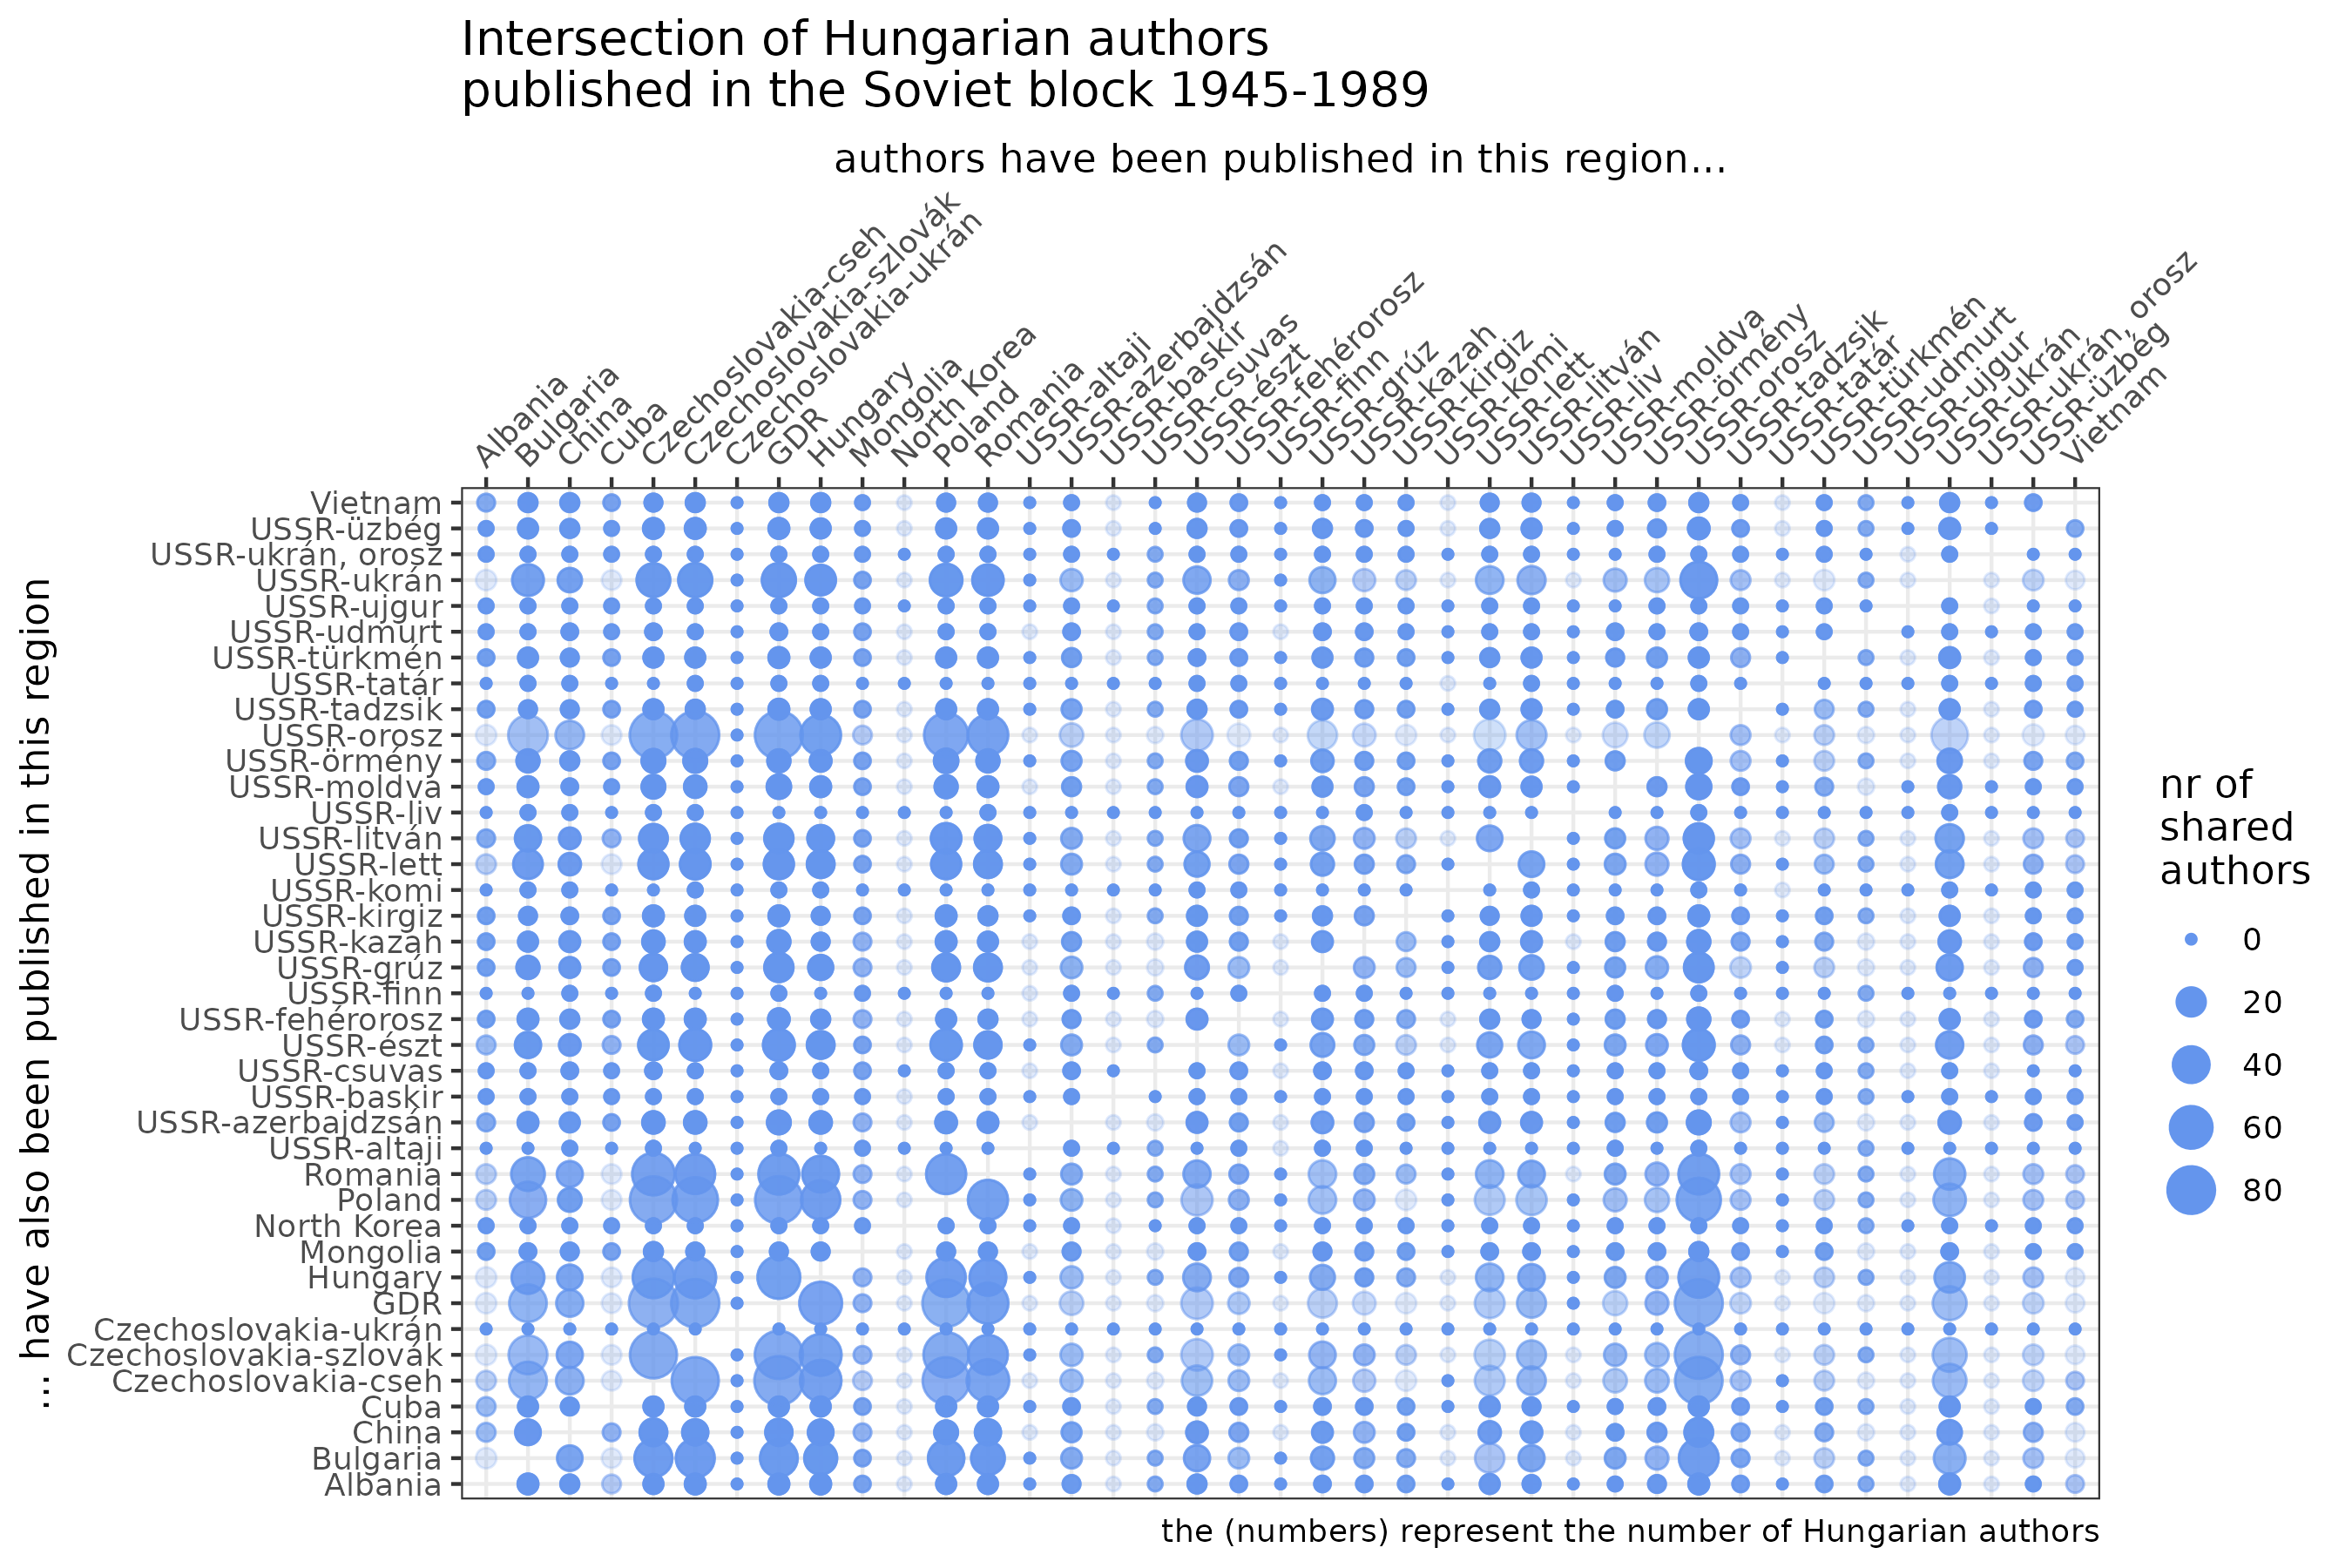 Intersection of Hungarian authors
published in the Soviet block 1945-1989
authors have been published in this region...
Albania
Bulgaria
China
Cuba
Czechoslovakia-cseh
Czechoslovakia-szlovák
Czechoslovakia-ukrán
GDR
Hungary
Mongolia
North Korea
Poland
Romania
USSR-altaji
USSR-azerbajdzsán
USSR-baskir
USSR-csuvas
USSR-észt
USSR-fehérorosz
USSR-finn
USSR-grúz
USSR-kazah
USSR-kirgiz
USSR-komi
USSR-lett
USSR-litván
USSR-liv
USSR-moldva
USSR-örmény
USSR-orosz
USSR-tadzsik
USSR-tatár
USSR-türkmén
USSR-udmurt
USSR-ujgur
USSR-ukrán
USSR-ukrán, orosz
USSR-üzbég
Vietnam
... have also been published in this region
Vietnam
USSR-üzbég
USSR-ukrán, orosz
USSR-ukrán
USSR-ujgur
USSR-udmurt
USSR-türkmén
USSR-tatár
USSR-tadzsik
USSR-orosz
USSR-örmény
USSR-moldva
USSR-liv
USSR-litván
USSR-lett
USSR-komi
USSR-kirgiz
USSR-kazah
USSR-grúz
USSR-finn
USSR-fehérorosz
USSR-észt
USSR-csuvas
USSR-baskir
USSR-azerbajdzsán
USSR-altaji
Romania
Poland
North Korea
Mongolia
Hungary
GDR
Czechoslovakia-ukrán
Czechoslovakia-szlovák
Czechoslovakia-cseh
Cuba
China
Bulgaria
Albania
nr of
shared
authors
0
20
40
60
80
the (numbers) represent the number of Hungarian authors